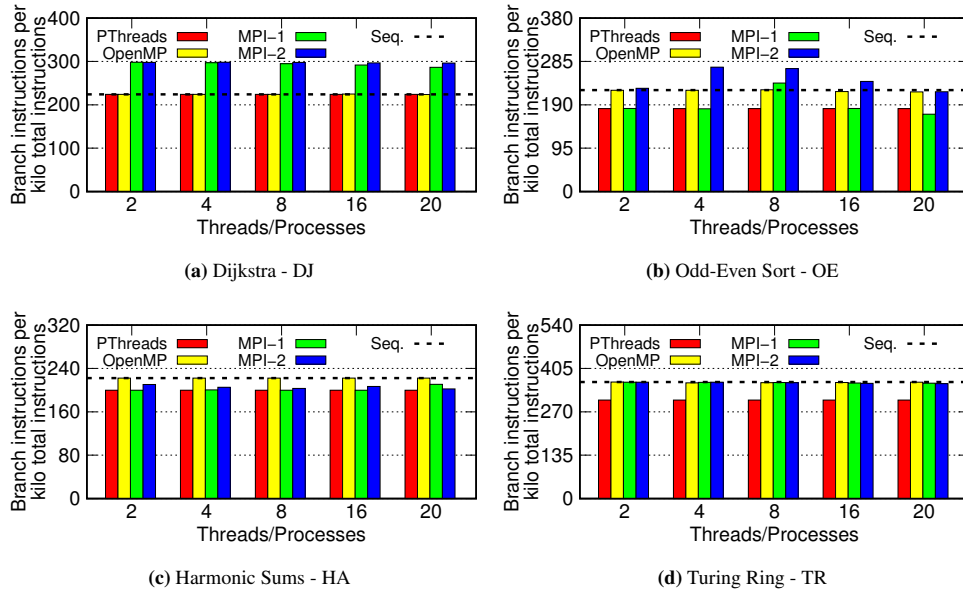 Branch instructions per
kilo total instructions
400
300
200
100
0
PThreads
OpenMP
MPI-1
MPI-2
Seq.
2 4 8 16 20
Threads/Processes
(a) Dijkstra - DJ
Branch instructions per
kilo total instructions
380
285
190
95
0
PThreads
OpenMP
MPI-1
MPI-2
Seq.
2 4 8 16 20
Threads/Processes
(b) Odd-Even Sort - OE
Branch instructions per
kilo total instructions
320
240
160
80
0
PThreads
OpenMP
MPI-1
MPI-2
Seq.
2 4 8 16 20
Threads/Processes
(c) Harmonic Sums - HA
Branch instructions per
kilo total instructions
540
405
270
135
0
PThreads
OpenMP
MPI-1
MPI-2
Seq.
2 4 8 16 20
Threads/Processes
(d) Turing Ring - TR